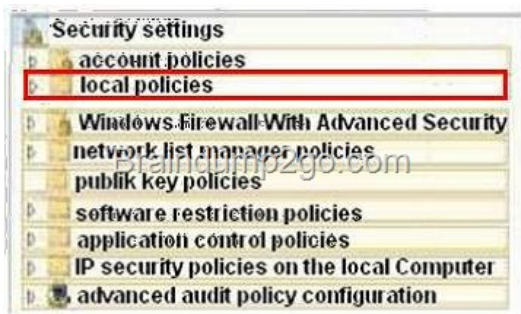 Security settings
account policies
local policies
Windows Firewall With Advanced Security
network list manager policies
Braindump2go.com
publik key policies
software restriction policies
application control policies
IP security policies on the local Computer
advanced audit policy configuration